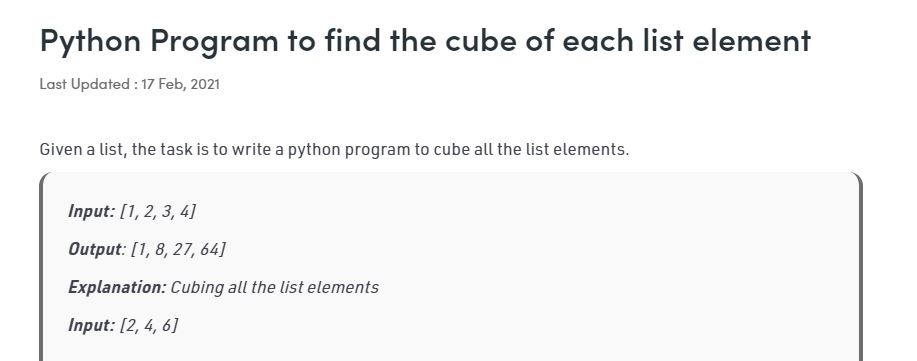 Python Program to find the cube of each list element
Last Updated : 17 Feb, 2021
Given a list, the task is to write a python program to cube all the list elements.
Input: [1, 2, 3, 4]
Output: [1, 8, 27, 64]
Explanation: Cubing all the list elements
Input: [2, 4, 6]